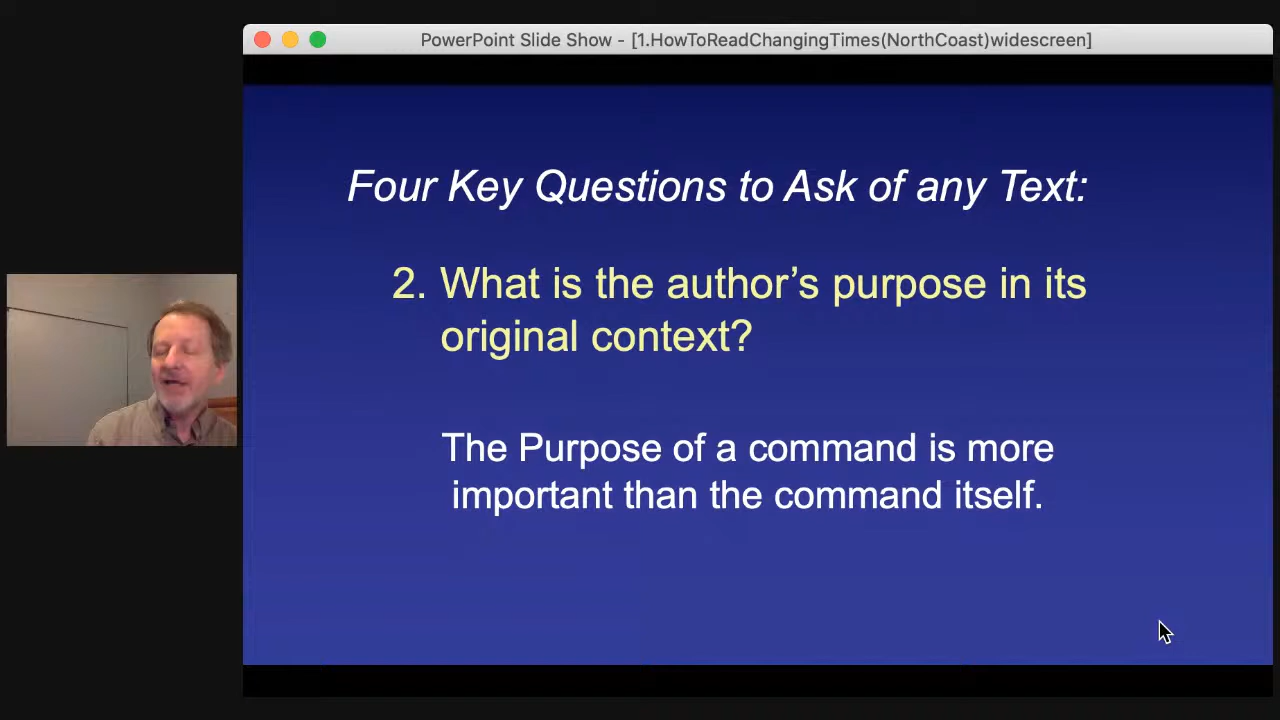 PowerPoint Slide Show - [1.HowToReadChangingTimes(NorthCoast)widescreen]
Four Key Questions to Ask of any Text:
2. What is the author’s purpose in its
original context?
The Purpose of a command is more
important than the command itself.